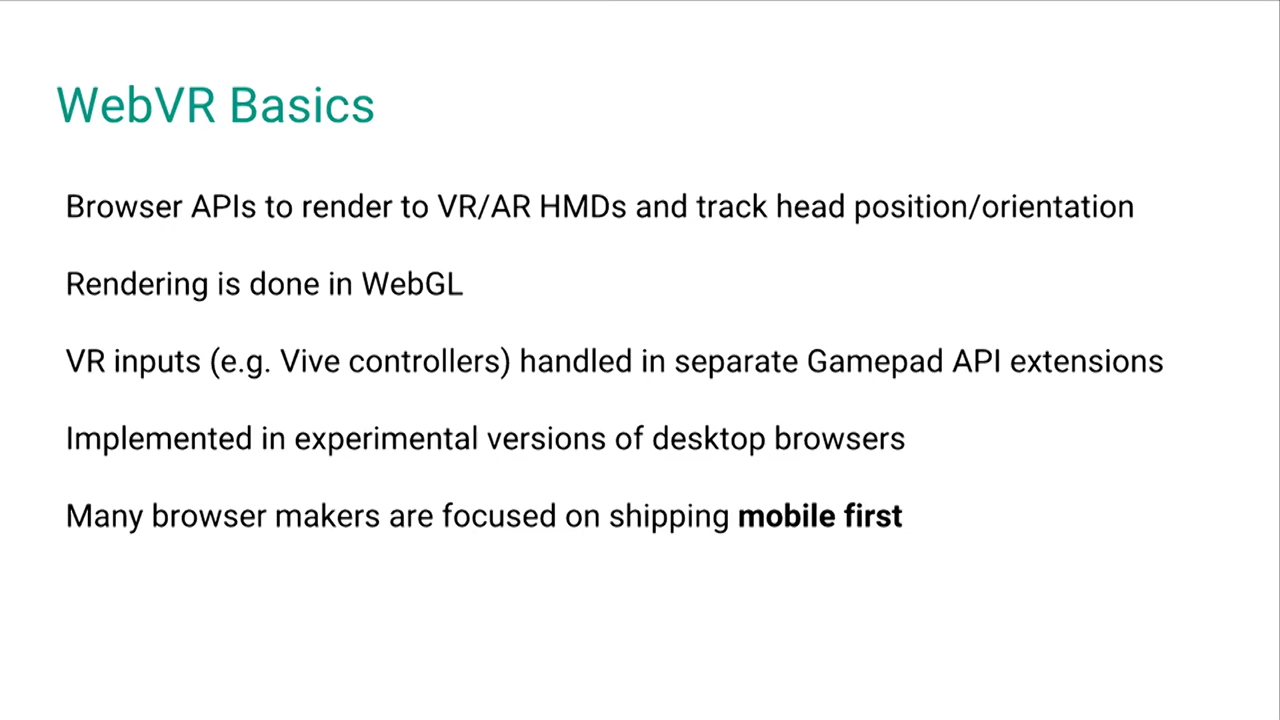 WebVR Basics
Browser APIs to render to VR/AR HMDs and track head position/orientation
Rendering is done in WebGL
VR inputs (e.g. Vive controllers) handled in separate Gamepad API extensions
Implemented in experimental versions of desktop browsers
Many browser makers are focused on shipping mobile first